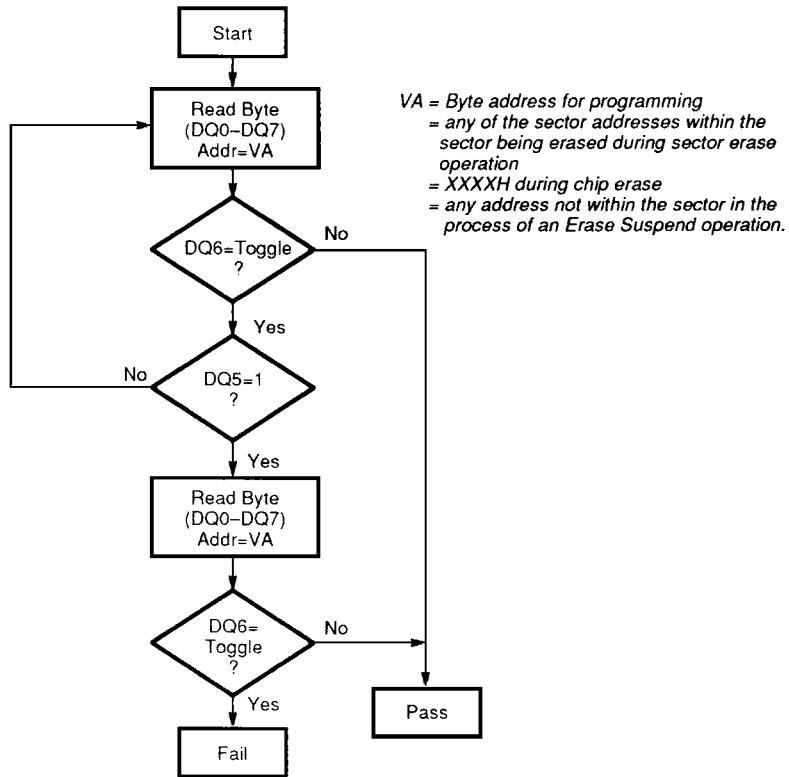 Start
Read Byte
(DQ0–DQ7)
Addr=VA
VA = Byte address for programming
= any of the sector addresses within the
sector being erased during sector erase
operation
= XXXXH during chip erase
= any address not within the sector in the
process of an Erase Suspend operation.
DQ6=Toggle
?
No
Yes
DQ5=1
?
No
Yes
Read Byte
(DQ0–DQ7)
Addr=VA
DQ6=
Toggle
?
No
Yes
Pass
Fail